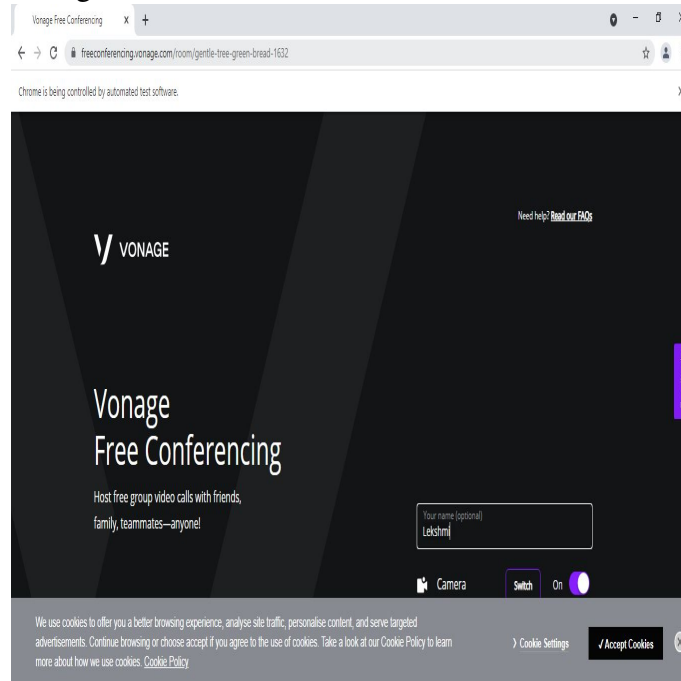 Vonage Free Conferencing
freeconferencing.vonage.com/room/gentle-tree-green-bread-1632
Chrome is being controlled by automated test software.
Need help? Read our FAQs
VONAGE
Vonage
Free Conferencing
Host free group video calls with friends,
family, teammates—anyone!
Your name (optional)
Lekshmi
Camera
Switch
On
We use cookies to offer you a better browsing experience, analyse site traffic, personalise content, and serve targeted
advertisements. Continue browsing or choose accept if you agree to the use of cookies. Take a look at our Cookie Policy to learn
more about how we use cookies. Cookie Policy
Cookie Settings
√ Accept Cookies